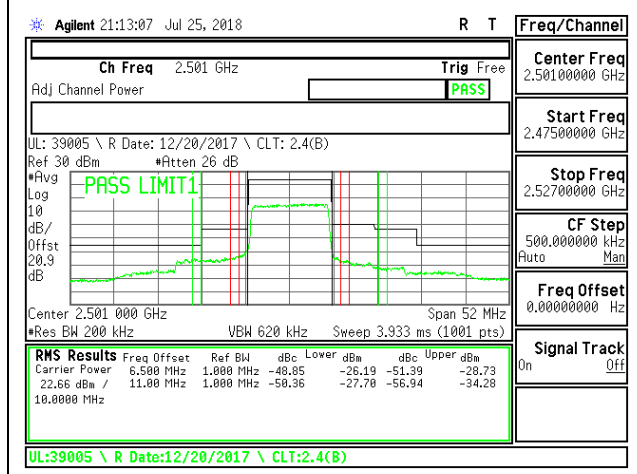 Agilent 21:13:07 Jul 25, 2018 R T
Freq/Channel
Ch Freq 2.501 GHz Trig Free
Adj Channel Power PASS
UL: 39005 \ R Date: 12/20/2017 \ CLT: 2.4(B)
Ref 30 dBm #Atten 26 dB
#Avg
Log
10
dB/
Offst
20.9
dB
PASS LIMIT1
Center 2.501 000 GHz Span 52 MHz
#Res BW 200 kHz VBW 620 kHz Sweep 3.933 ms (1001 pts)
RMS Results Freq Offset Ref BW dBc Lower dBm dBc Upper dBm
Carrier Power 6.500 MHz 1.000 MHz -48.85 -26.19 -51.39 -28.73
22.66 dBm / 11.00 MHz 1.000 MHz -50.36 -27.70 -56.94 -34.28
10.0000 MHz
UL:39005 \ R Date:12/20/2017 \ CLT:2.4(B)
Center Freq
2.50100000 GHz
Start Freq
2.47500000 GHz
Stop Freq
2.52700000 GHz
CF Step
500.000000 kHz
Auto Man
Freq Offset
0.00000000 Hz
Signal Track
On Off